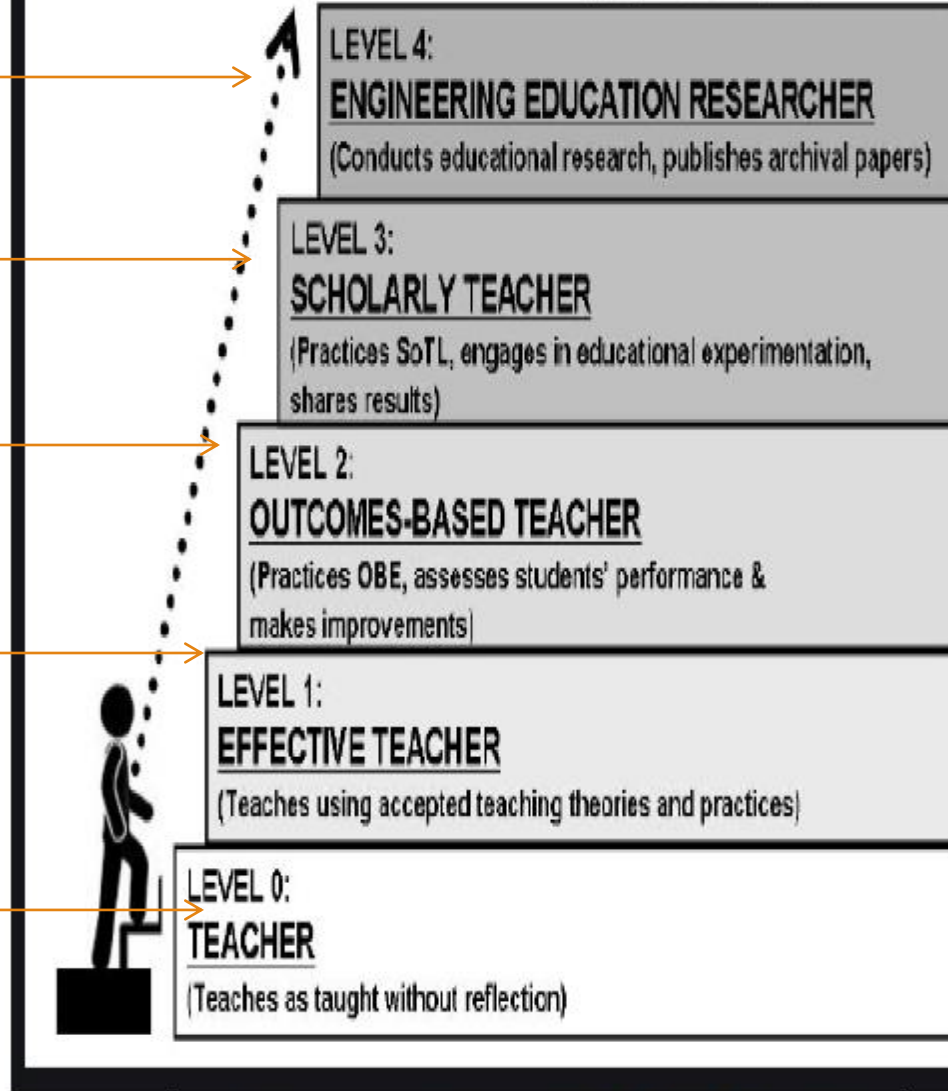 LEVEL 4:
ENGINEERING EDUCATION RESEARCHER
(Conducts educational research, publishes archival papers)
LEVEL 3:
SCHOLARLY TEACHER
(Practices SoTL, engages in educational experimentation,
shares results)
LEVEL 2:
OUTCOMES-BASED TEACHER
(Practices OBE, assesses students' performance &
makes improvements)
LEVEL 1:
EFFECTIVE TEACHER
(Teaches using accepted teaching theories and practices)
LEVEL 0:
TEACHER
(Teaches as taught without reflection)